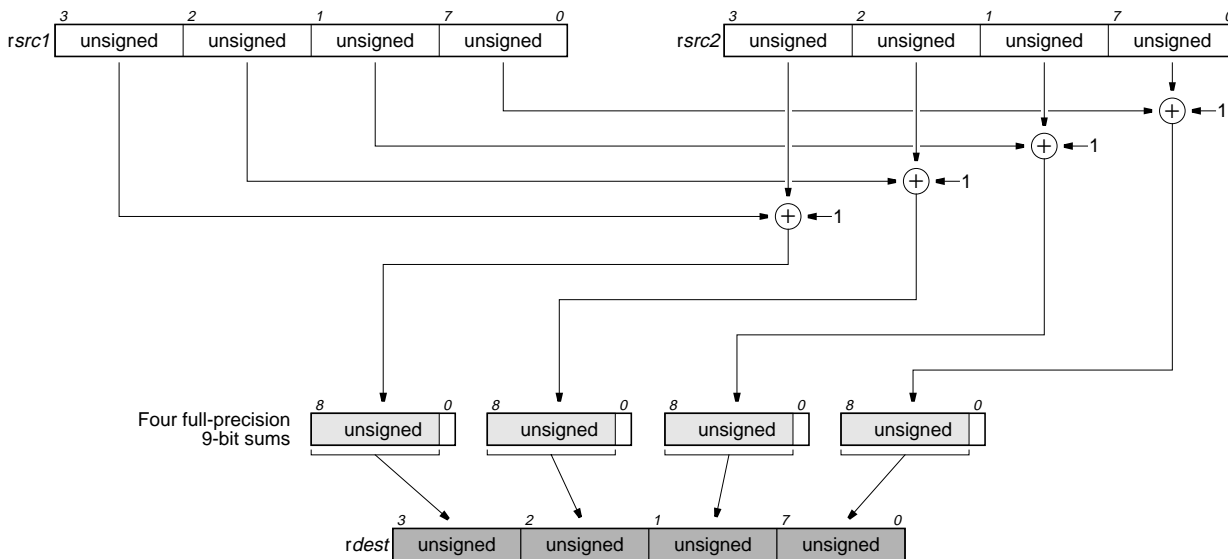 3 2 1 7 0 3 2 1 7 0
rsrc1 unsigned unsigned unsigned unsigned rsrc2 unsigned unsigned unsigned unsigned
+ 1
+ 1
+ 1
+ 1
8 0 8 0 8 0 8 0
Four full-precision
9-bit sums
unsigned unsigned unsigned unsigned
3 2 1 7 0
rdest unsigned unsigned unsigned unsigned